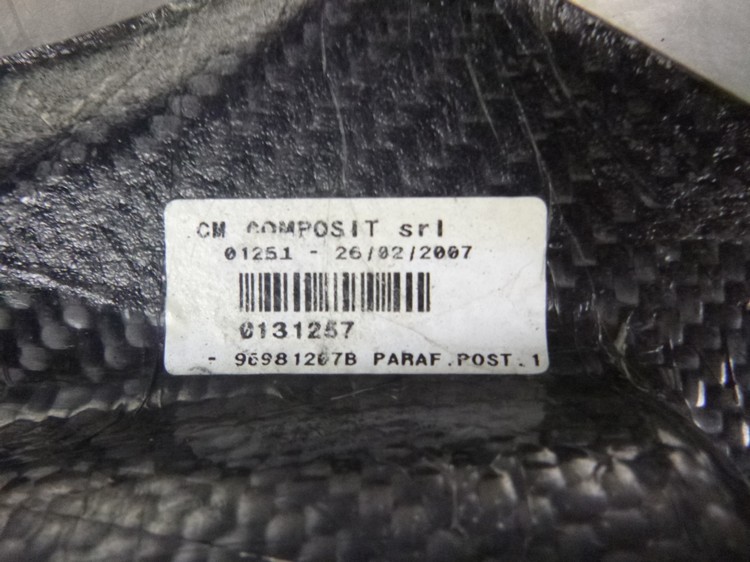 CM COMPOSIT srl
01251 - 26/02/2007
0131257
- 96981207B PARAF.POST.1